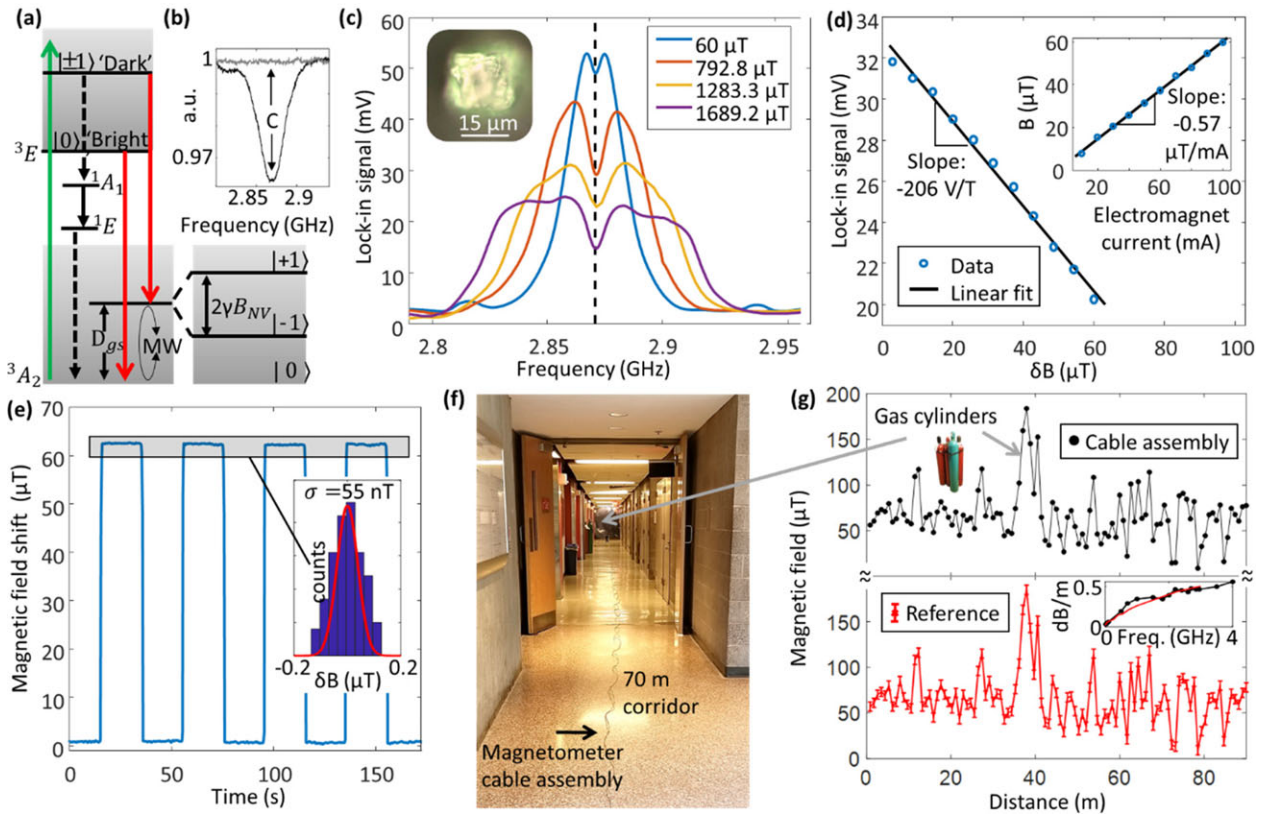 (a)
|±1⟩ 'Dark'
|0⟩ 'Bright'
³E
¹A₁
¹E
|+1⟩
2γB_NV
|-1⟩
D_gs
MW
³A₂
| 0 ⟩
(b)
1
a.u.
C
0.97
2.85
2.9
Frequency (GHz)
(c)
60
50
40
30
20
10
0
Lock-in signal (mV)
15 μm
60 μT
792.8 μT
1283.3 μT
1689.2 μT
2.8
2.85
2.9
2.95
Frequency (GHz)
(d)
34
32
30
28
26
24
22
20
Lock-in signal (mV)
Slope:
-206 V/T
Data
Linear fit
0
20
40
60
80
100
δB (μT)
60
40
20
B (μT)
Slope:
-0.57
μT/mA
20
60
100
Electromagnet
current (mA)
(e)
70
60
50
40
30
20
10
0
Magnetic field shift (μT)
σ = 55 nT
counts
-0.2
0.2
δB (μT)
0
50
100
150
Time (s)
(f)
70 m
corridor
Magnetometer
cable assembly
(g)
Gas cylinders
Cable assembly
200
150
100
50
≈
≈
Magnetic field (μT)
Reference
150
100
50
0
dB/m
0.5
0
0
Freq. (GHz)
4
0
20
40
60
80
Distance (m)